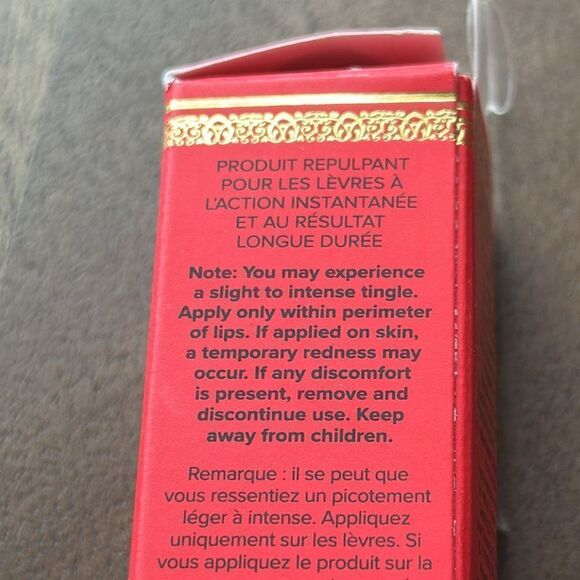 PRODUIT REPULPANT
POUR LES LÈVRES À
L'ACTION INSTANTANÉE
ET AU RÉSULTAT
LONGUE DURÉE
Note: You may experience
a slight to intense tingle.
Apply only within perimeter
of lips. If applied on skin,
a temporary redness may
occur. If any discomfort
is present, remove and
discontinue use. Keep
away from children.
Remarque : il se peut que
vous ressentiez un picotement
léger à intense. Appliquez
uniquement sur les lèvres. Si
vous appliquez le produit sur la